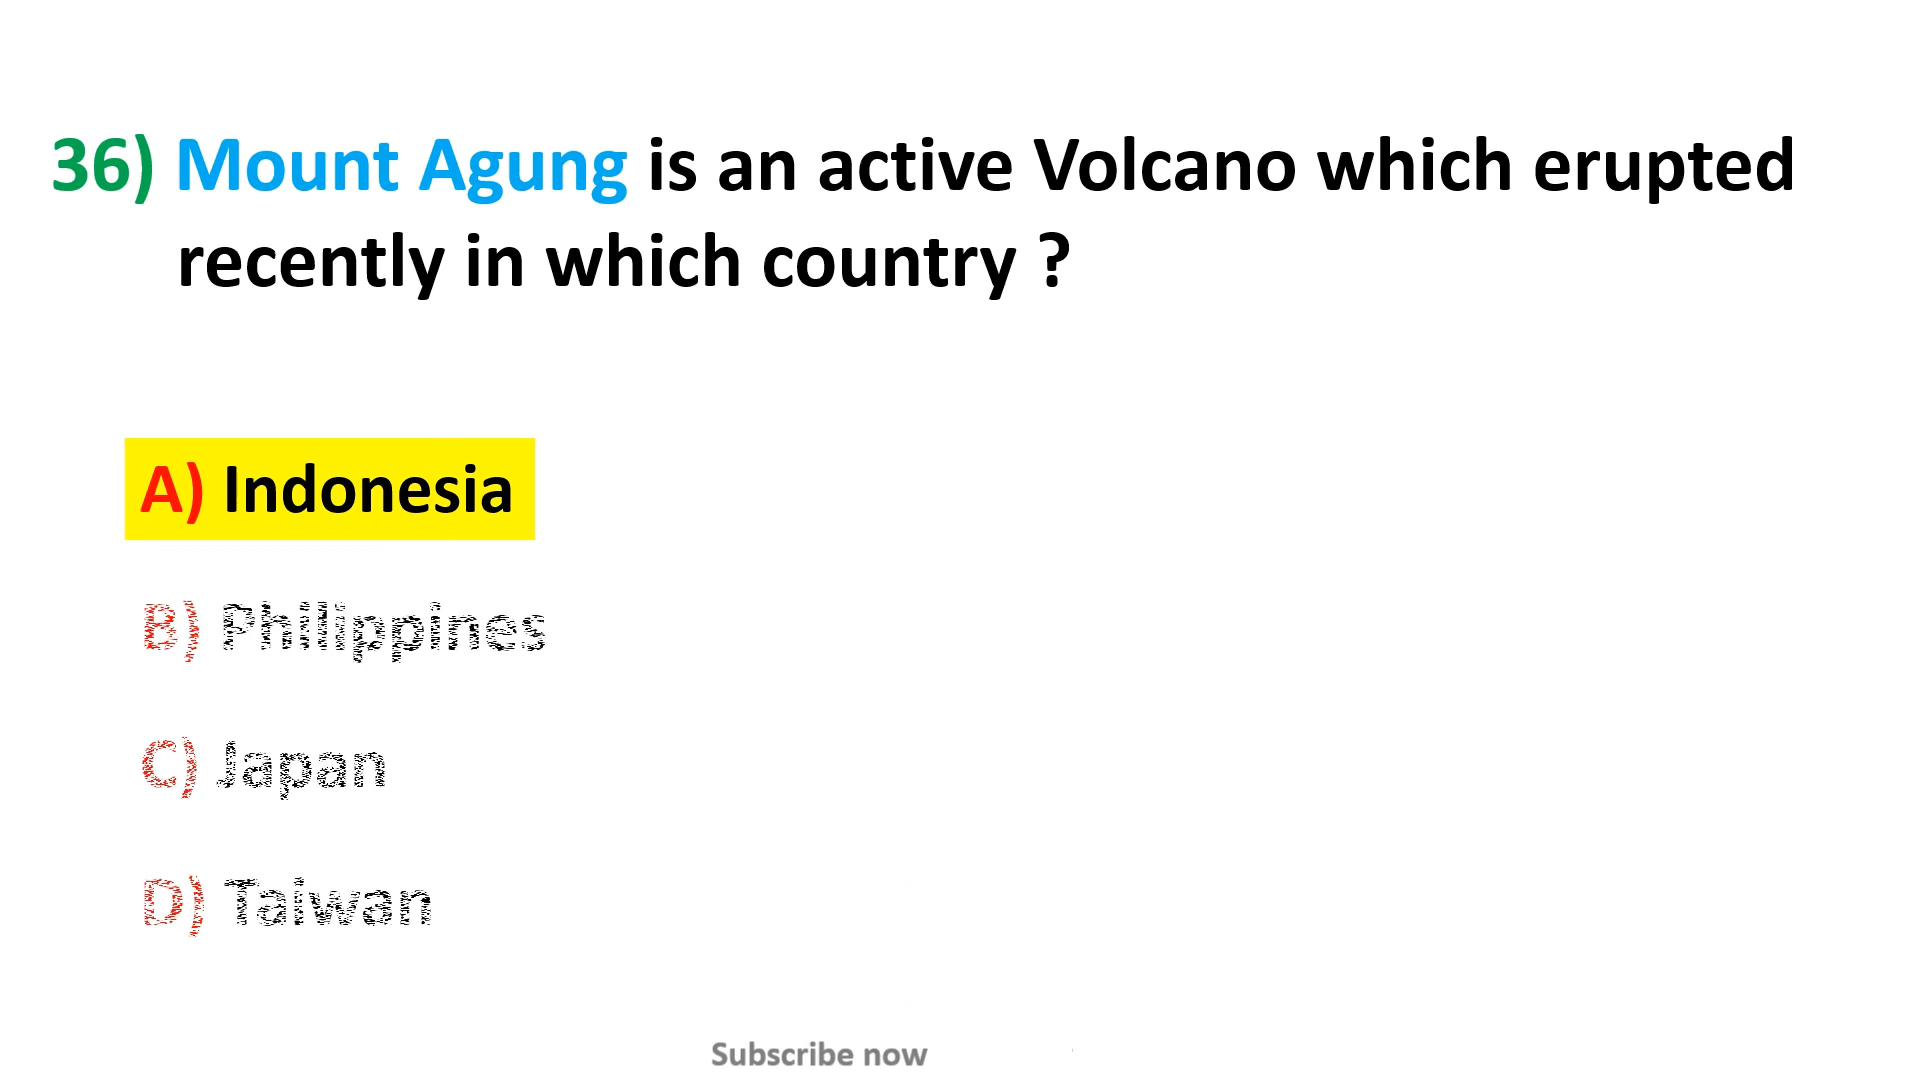 36) Mount Agung is an active Volcano which erupted
recently in which country ?
A) Indonesia
B) Philippines
C) Japan
D) Taiwan
Subscribe now